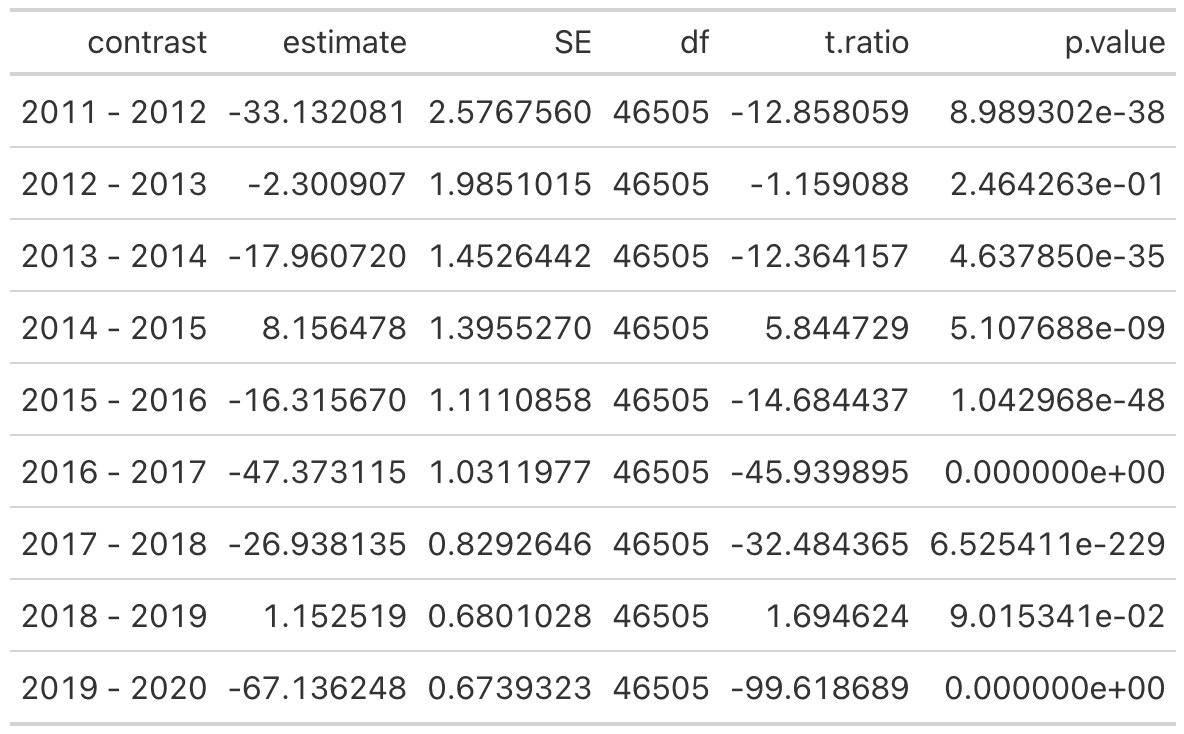 contrast estimate SE df t.ratio p.value
2011 - 2012 -33.132081 2.5767560 46505 -12.858059 8.989302e-38
2012 - 2013 -2.300907 1.9851015 46505 -1.159088 2.464263e-01
2013 - 2014 -17.960720 1.4526442 46505 -12.364157 4.637850e-35
2014 - 2015 8.156478 1.3955270 46505 5.844729 5.107688e-09
2015 - 2016 -16.315670 1.1110858 46505 -14.684437 1.042968e-48
2016 - 2017 -47.373115 1.0311977 46505 -45.939895 0.000000e+00
2017 - 2018 -26.938135 0.8292646 46505 -32.484365 6.525411e-229
2018 - 2019 1.152519 0.6801028 46505 1.694624 9.015341e-02
2019 - 2020 -67.136248 0.6739323 46505 -99.618689 0.000000e+00